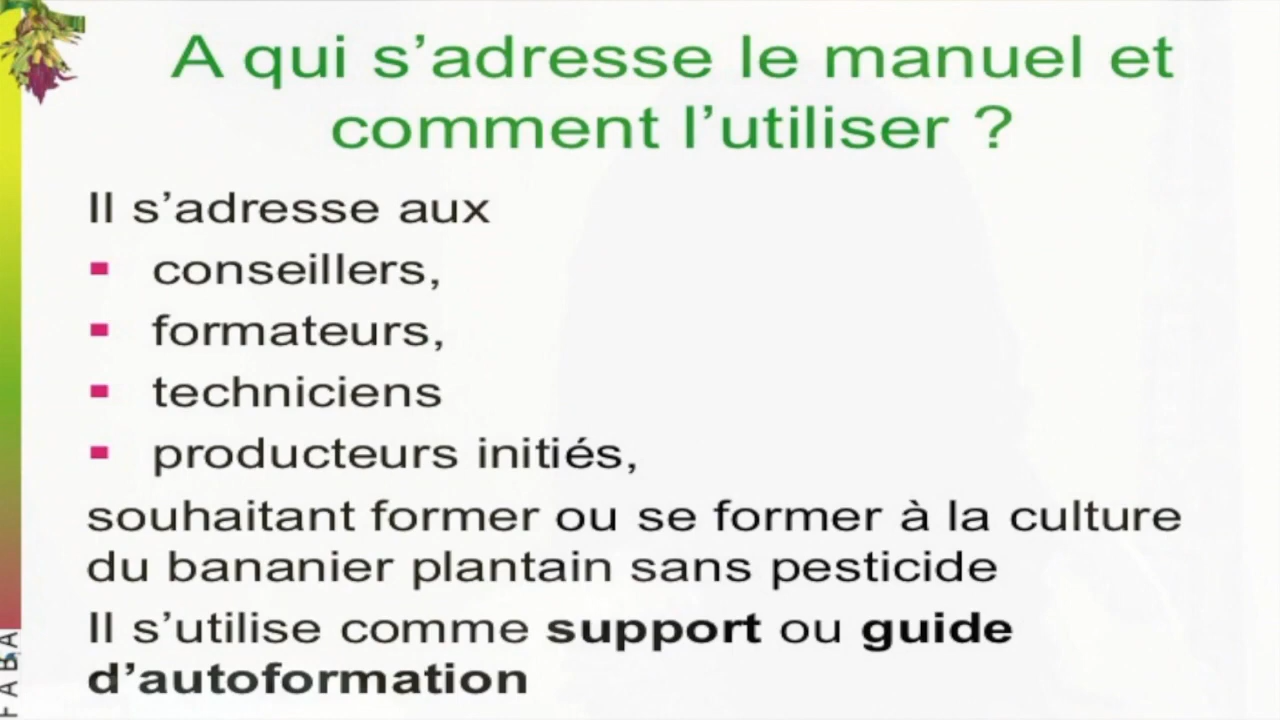 A qui s’adresse le manuel et
comment l’utiliser ?
Il s’adresse aux
conseillers,
formateurs,
techniciens
producteurs initiés,
souhaitant former ou se former à la culture
du bananier plantain sans pesticide
Il s’utilise comme support ou guide
d’autoformation
FABA